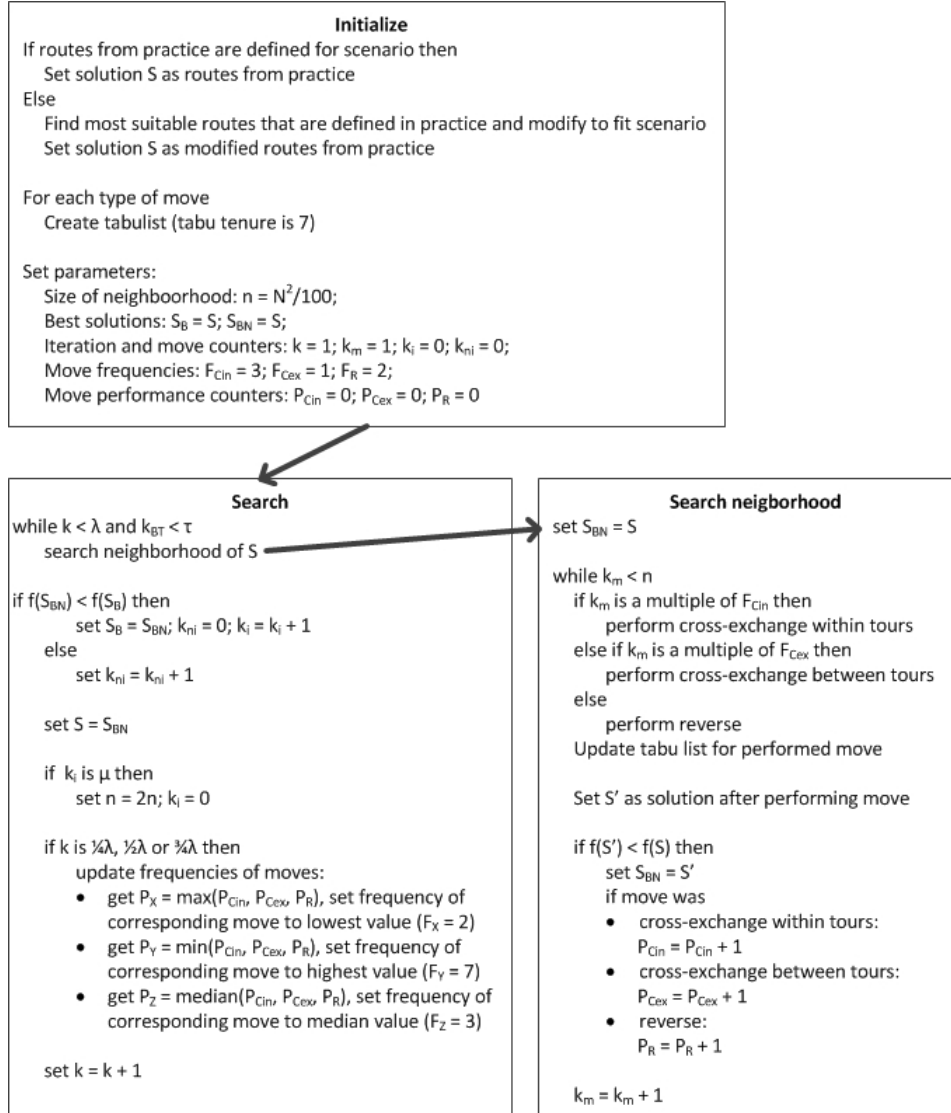 Initialize
If routes from practice are defined for scenario then
Set solution S as routes from practice
Else
Find most suitable routes that are defined in practice and modify to fit scenario
Set solution S as modified routes from practice
For each type of move
Create tabulist (tabu tenure is 7)
Set parameters:
Size of neighboorhood: n = N²/100;
Best solutions: S_B = S; S_BN = S;
Iteration and move counters: k = 1; k_m = 1; k_i = 0; k_ni = 0;
Move frequencies: F_Cin = 3; F_Cex = 1; F_R = 2;
Move performance counters: P_Cin = 0; P_Cex = 0; P_R = 0
Search
while k < λ and k_BT < τ
search neighborhood of S
if f(S_BN) < f(S_B) then
set S_B = S_BN; k_ni = 0; k_i = k_i + 1
else
set k_ni = k_ni + 1
set S = S_BN
if k_i is μ then
set n = 2n; k_i = 0
if k is ¼λ, ½λ or ¾λ then
update frequencies of moves:
• get P_X = max(P_Cin, P_Cex, P_R), set frequency of
corresponding move to lowest value (F_X = 2)
• get P_Y = min(P_Cin, P_Cex, P_R), set frequency of
corresponding move to highest value (F_Y = 7)
• get P_Z = median(P_Cin, P_Cex, P_R), set frequency of
corresponding move to median value (F_Z = 3)
set k = k + 1
Search neigborhood
set S_BN = S
while k_m < n
if k_m is a multiple of F_Cin then
perform cross-exchange within tours
else if k_m is a multiple of F_Cex then
perform cross-exchange between tours
else
perform reverse
Update tabu list for performed move
Set S' as solution after performing move
if f(S') < f(S) then
set S_BN = S'
if move was
• cross-exchange within tours:
P_Cin = P_Cin + 1
• cross-exchange between tours:
P_Cex = P_Cex + 1
• reverse:
P_R = P_R + 1
k_m = k_m + 1